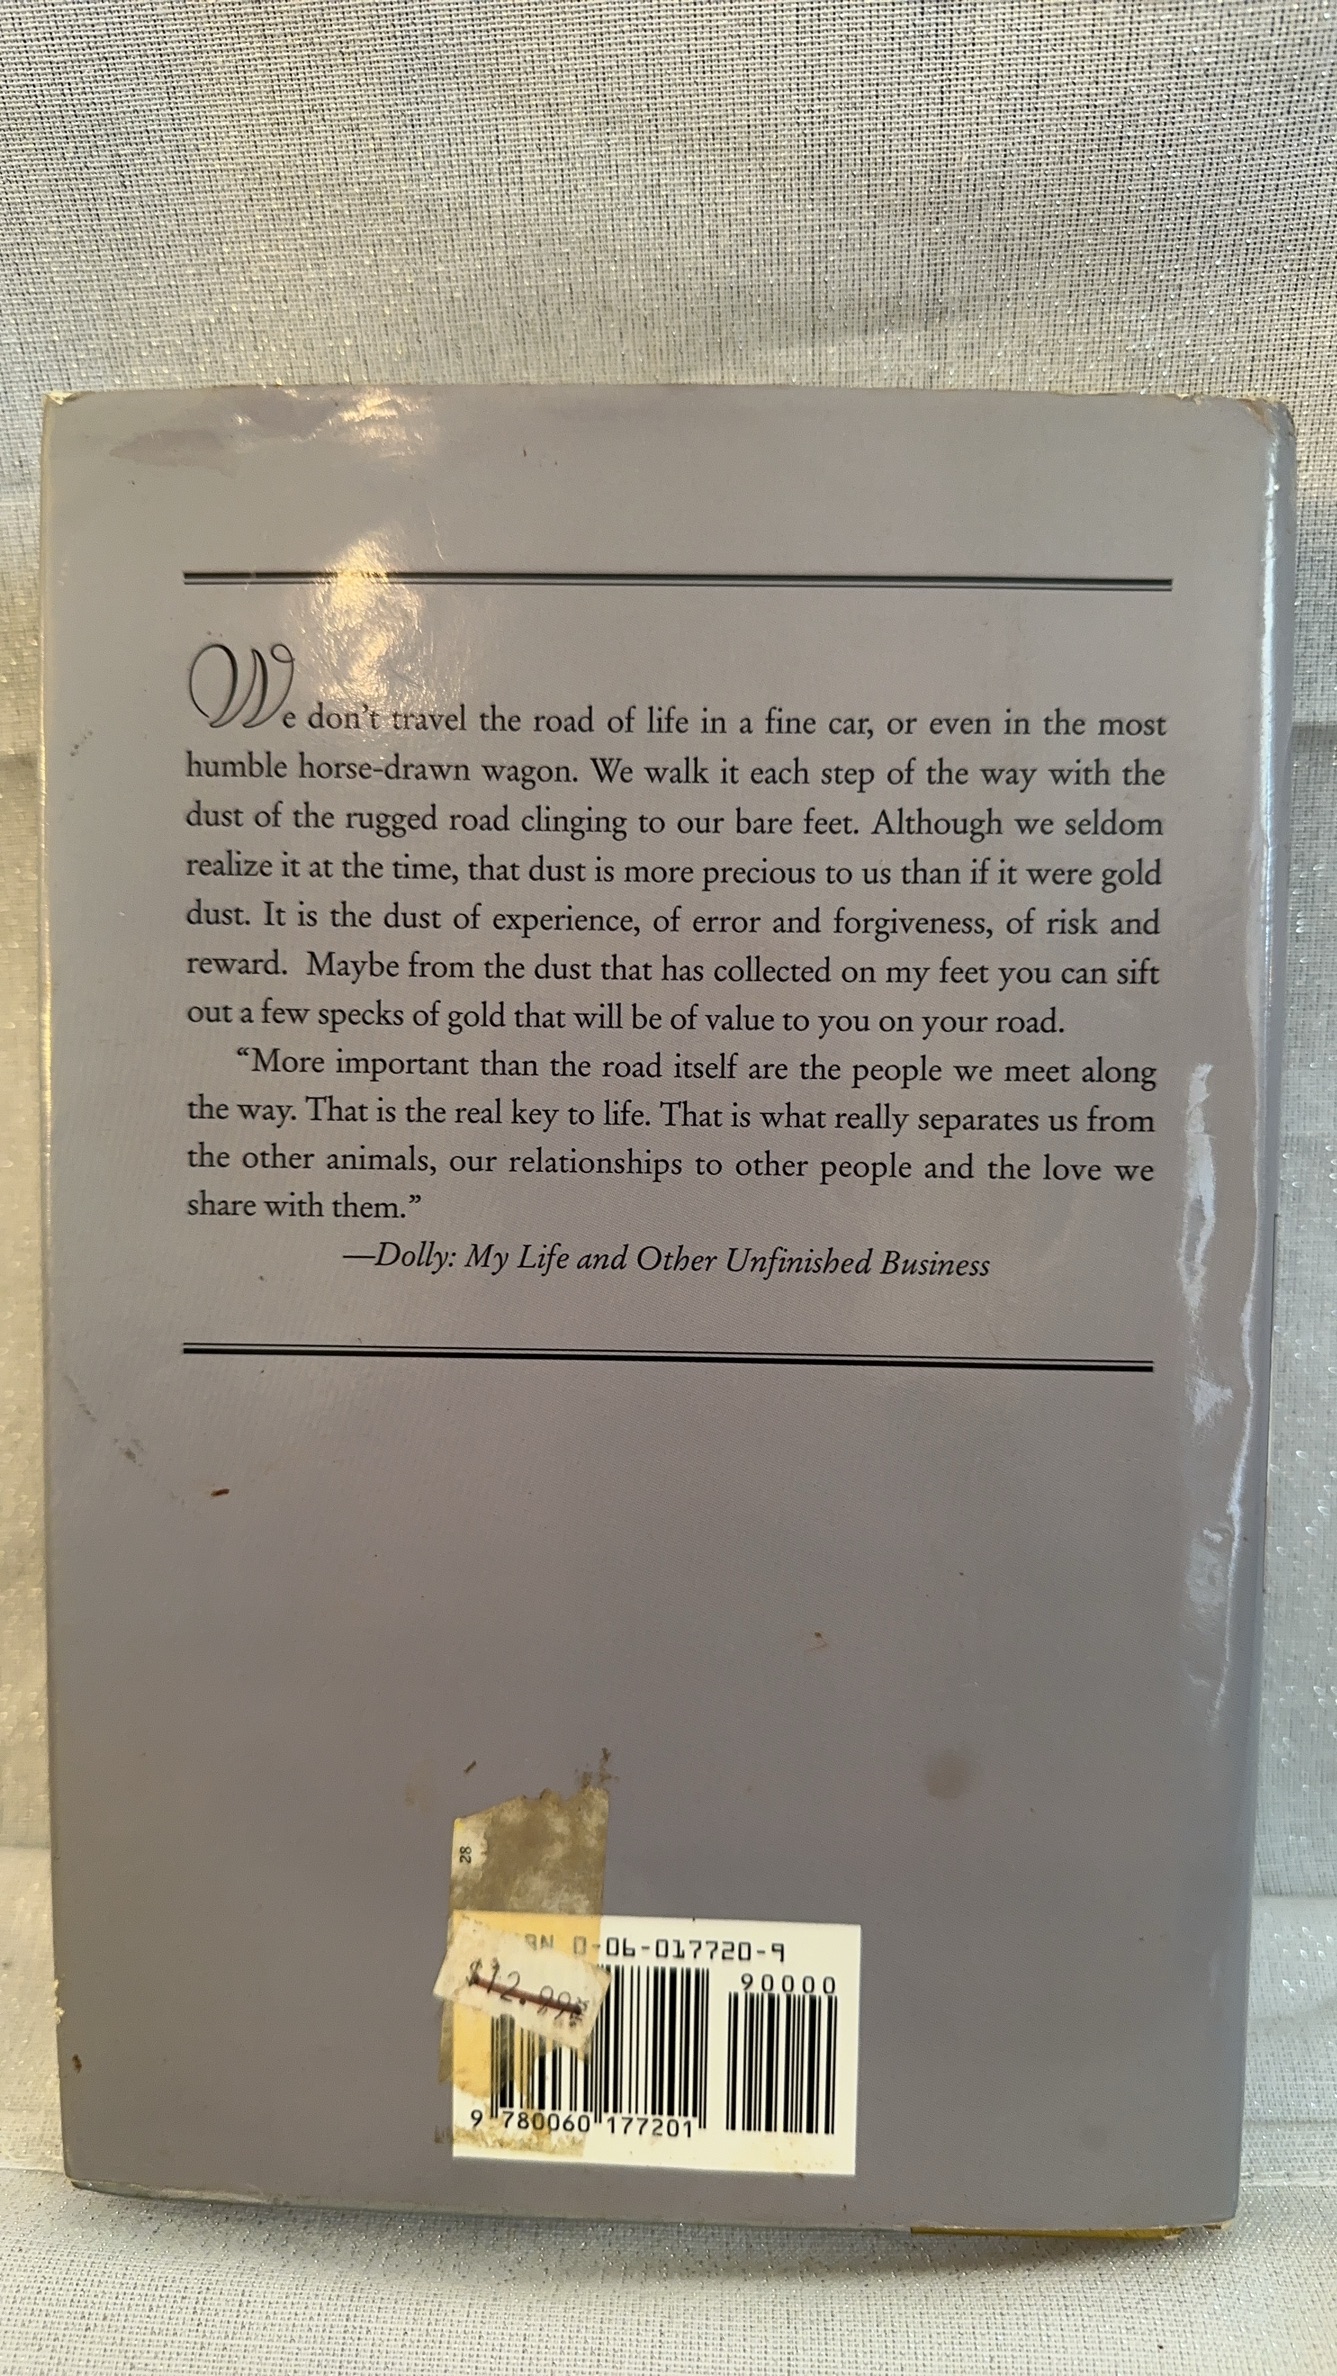 We don't travel the road of life in a fine car, or even in the most
humble horse-drawn wagon. We walk it each step of the way with the
dust of the rugged road clinging to our bare feet. Although we seldom
realize it at the time, that dust is more precious to us than if it were gold
dust. It is the dust of experience, of error and forgiveness, of risk and
reward. Maybe from the dust that has collected on my feet you can sift
out a few specks of gold that will be of value to you on your road.
“More important than the road itself are the people we meet along
the way. That is the real key to life. That is what really separates us from
the other animals, our relationships to other people and the love we
share with them.”
—Dolly: My Life and Other Unfinished Business
28
0-06-017720-9
90000
$12.99
9 780060 177201